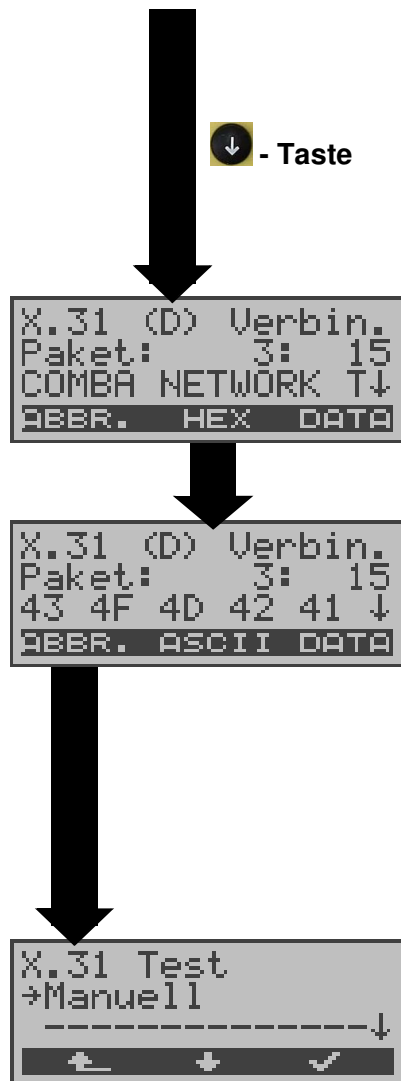 ↓ - Taste
X.31 (D) Verbin.
Paket: 3: 15
COMBA NETWORK T↓
ABBR. HEX DATA
X.31 (D) Verbin.
Paket: 3: 15
43 4F 4D 42 41 ↓
ABBR. ASCII DATA
X.31 Test
→Manuell
---------------↓